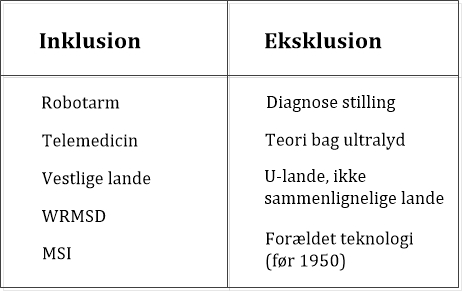 Inklusion
Eksklusion
Robotarm
Diagnose stilling
Telemedicin
Teori bag ultralyd
Vestlige lande
U-lande, ikke
sammenlignelige lande
WRMSD
MSI
Forældet teknologi
(før 1950)